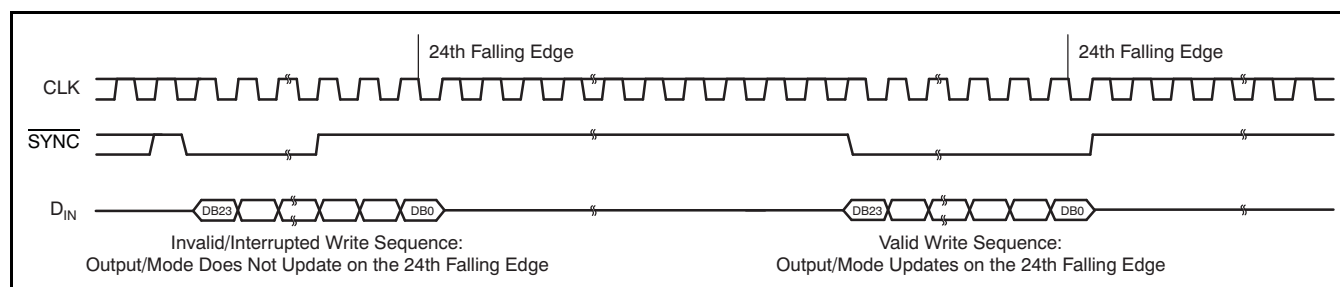 24th Falling Edge
24th Falling Edge
CLK
SYNC
DIN
DB23
DB0
DB23
DB0
Invalid/Interrupted Write Sequence:
Output/Mode Does Not Update on the 24th Falling Edge
Valid Write Sequence:
Output/Mode Updates on the 24th Falling Edge